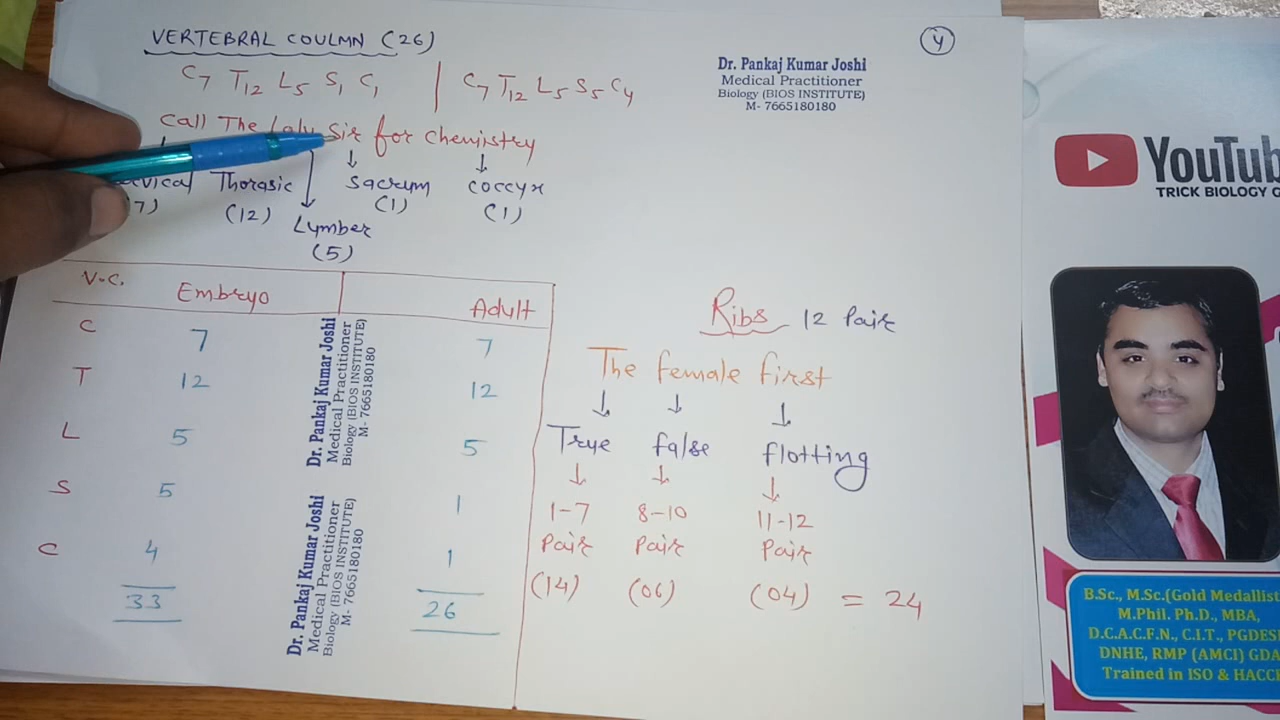 VERTEBRAL COULMN (26)
4
C7 T12 L5 S1 C1 | C7 T12 L5 S5 C4
Dr. Pankaj Kumar Joshi
Medical Practitioner
Biology (BIOS INSTITUTE)
M- 7665180180
Call The Sir for chemistry
Thorasic Sacrym coccyx
7) (12) (1) (1)
Lymber
(5)
V.C. Embryo Adult
C 7 7
T 12 12
L 5 5
S 5 1
C 4 1
33 26
Dr. Pankaj Kumar Joshi
Medical Practitioner
Biology (BIOS INSTITUTE)
M- 7665180180
Dr. Pankaj Kumar Joshi
Medical Practitioner
Biology (BIOS INSTITUTE)
M- 7665180180
Ribs 12 Pair
The female first
Trye false flotting
1-7 8-10 11-12
Pair Pair Pair
(14) (06) (04) = 24
YouTub
TRICK BIOLOGY G
B.Sc., M.Sc.(Gold Medallist
M.Phil. Ph.D., MBA,
D.C.A.C.F.N., C.I.T., PGDES
DNHE, RMP (AMCI) GDA
Trained in ISO & HACC